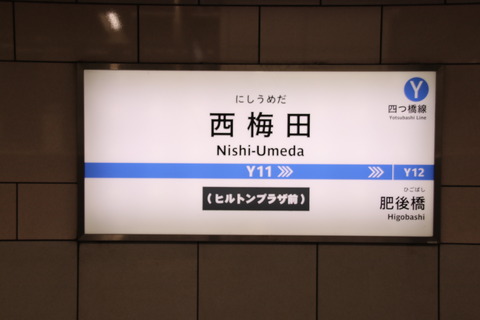 にしうめだ
西梅田
Nishi-Umeda
Y11
(ヒルトンプラザ前)
Y
四つ橋線
Yotsubashi Line
Y12
ひごばし
肥後橋
Higobashi